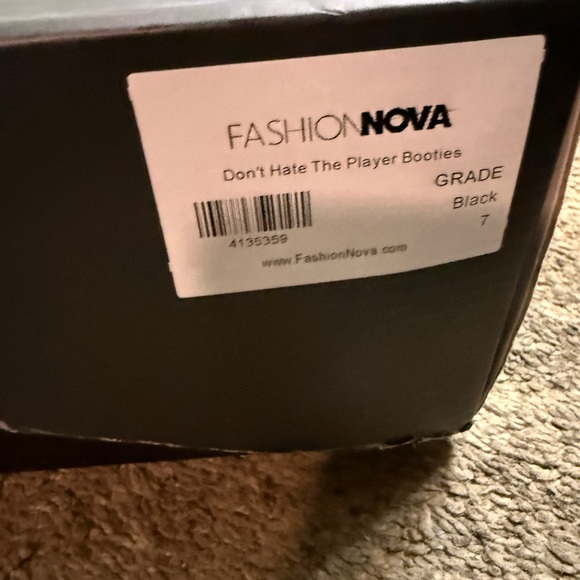 FASHIONNOVA
Don't Hate The Player Booties
GRADE
Black
7
4135359
www.FashionNova.com